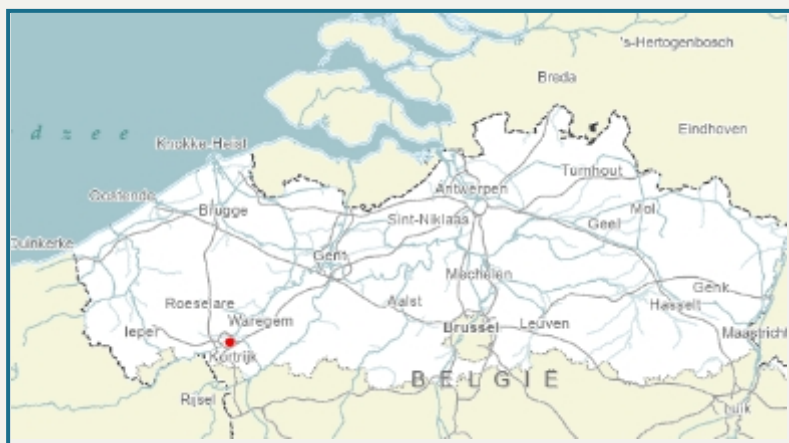 's-Hertogenbosch
Breda
d z e e
Eindhoven
Knokke-Heist
Turnhout
Antwerpen
Oostende
Mol
Brugge
Sint-Niklaas
Geel
Duinkerke
Gent
Mechelen
Genk
Roeselare
Aalst
Hasselt
Waregem
Ieper
Brussel
Leuven
Maastricht
Kortrijk
BELGIË
Rijsel
Luik